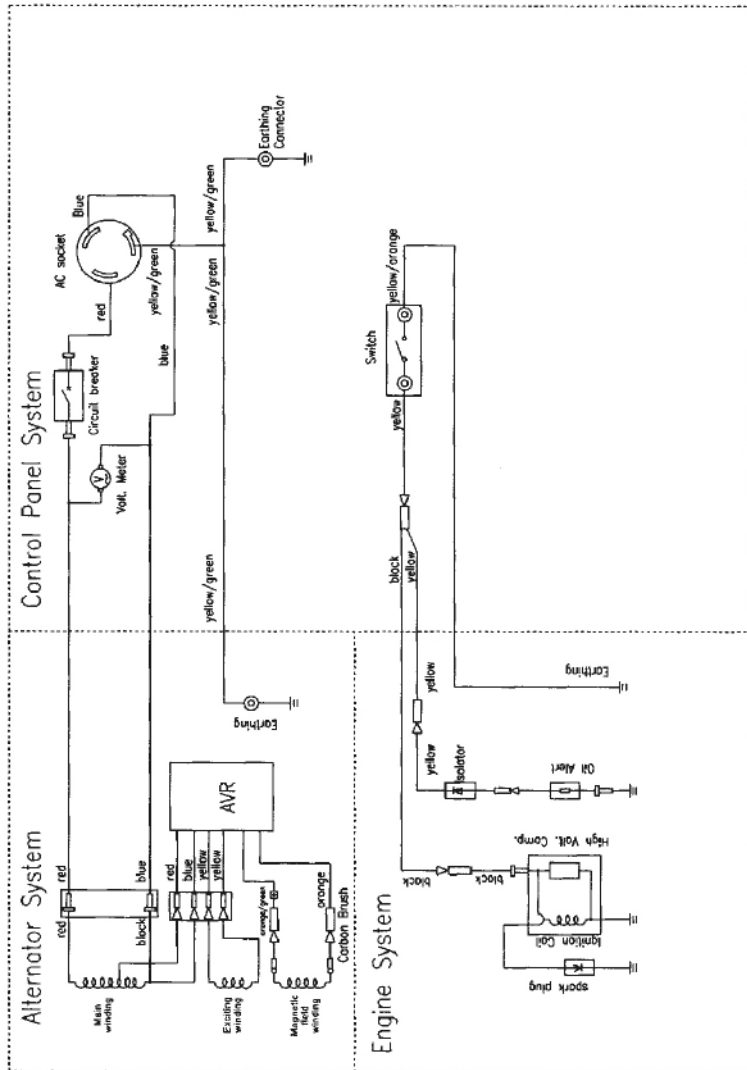 Control Panel System
AC socket
Blue
red
yellow/green
blue
Circuit breaker
V
Volt. Meter
yellow/green
yellow/green
yellow/green
Earthing
Connector
Switch
yellow/orange
yellow
black
yellow
Alternator System
red
red
blue
black
Main
winding
Exciting
winding
Magnetic
field
winding
red
blue
yellow
yellow
orange/green
orange
Carbon Brush
AVR
Earthing
Engine System
yellow
yellow
Isolator
Oil Alert
Earthing
black
black
High Volt. Comp.
Ignition Coil
spark plug